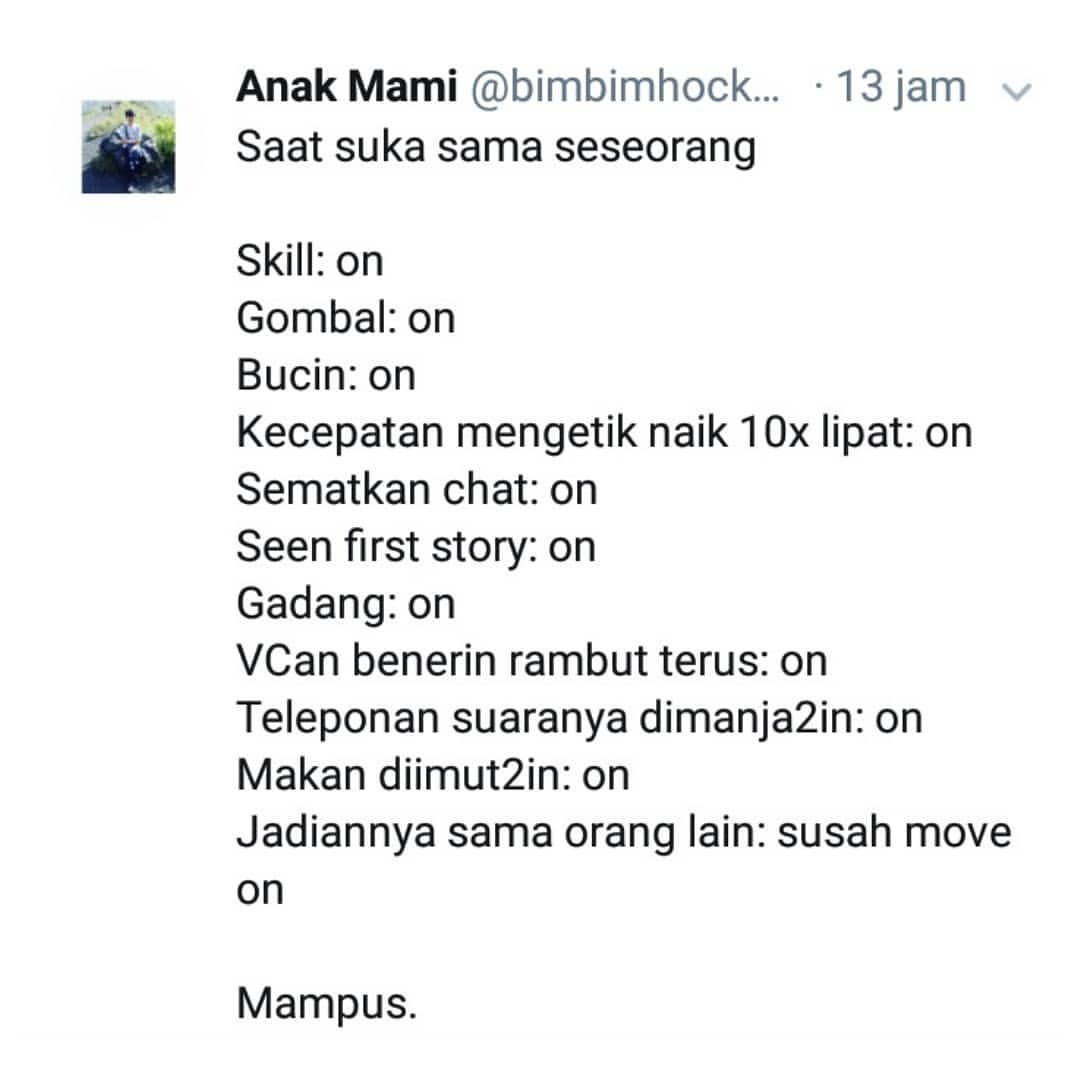 Anak Mami @bimbimhock... · 13 jam
Saat suka sama seseorang
Skill: on
Gombal: on
Bucin: on
Kecepatan mengetik naik 10x lipat: on
Sematkan chat: on
Seen first story: on
Gadang: on
VCan benerin rambut terus: on
Teleponan suaranya dimanja2in: on
Makan diimut2in: on
Jadiannya sama orang lain: susah move
on
Mampus.